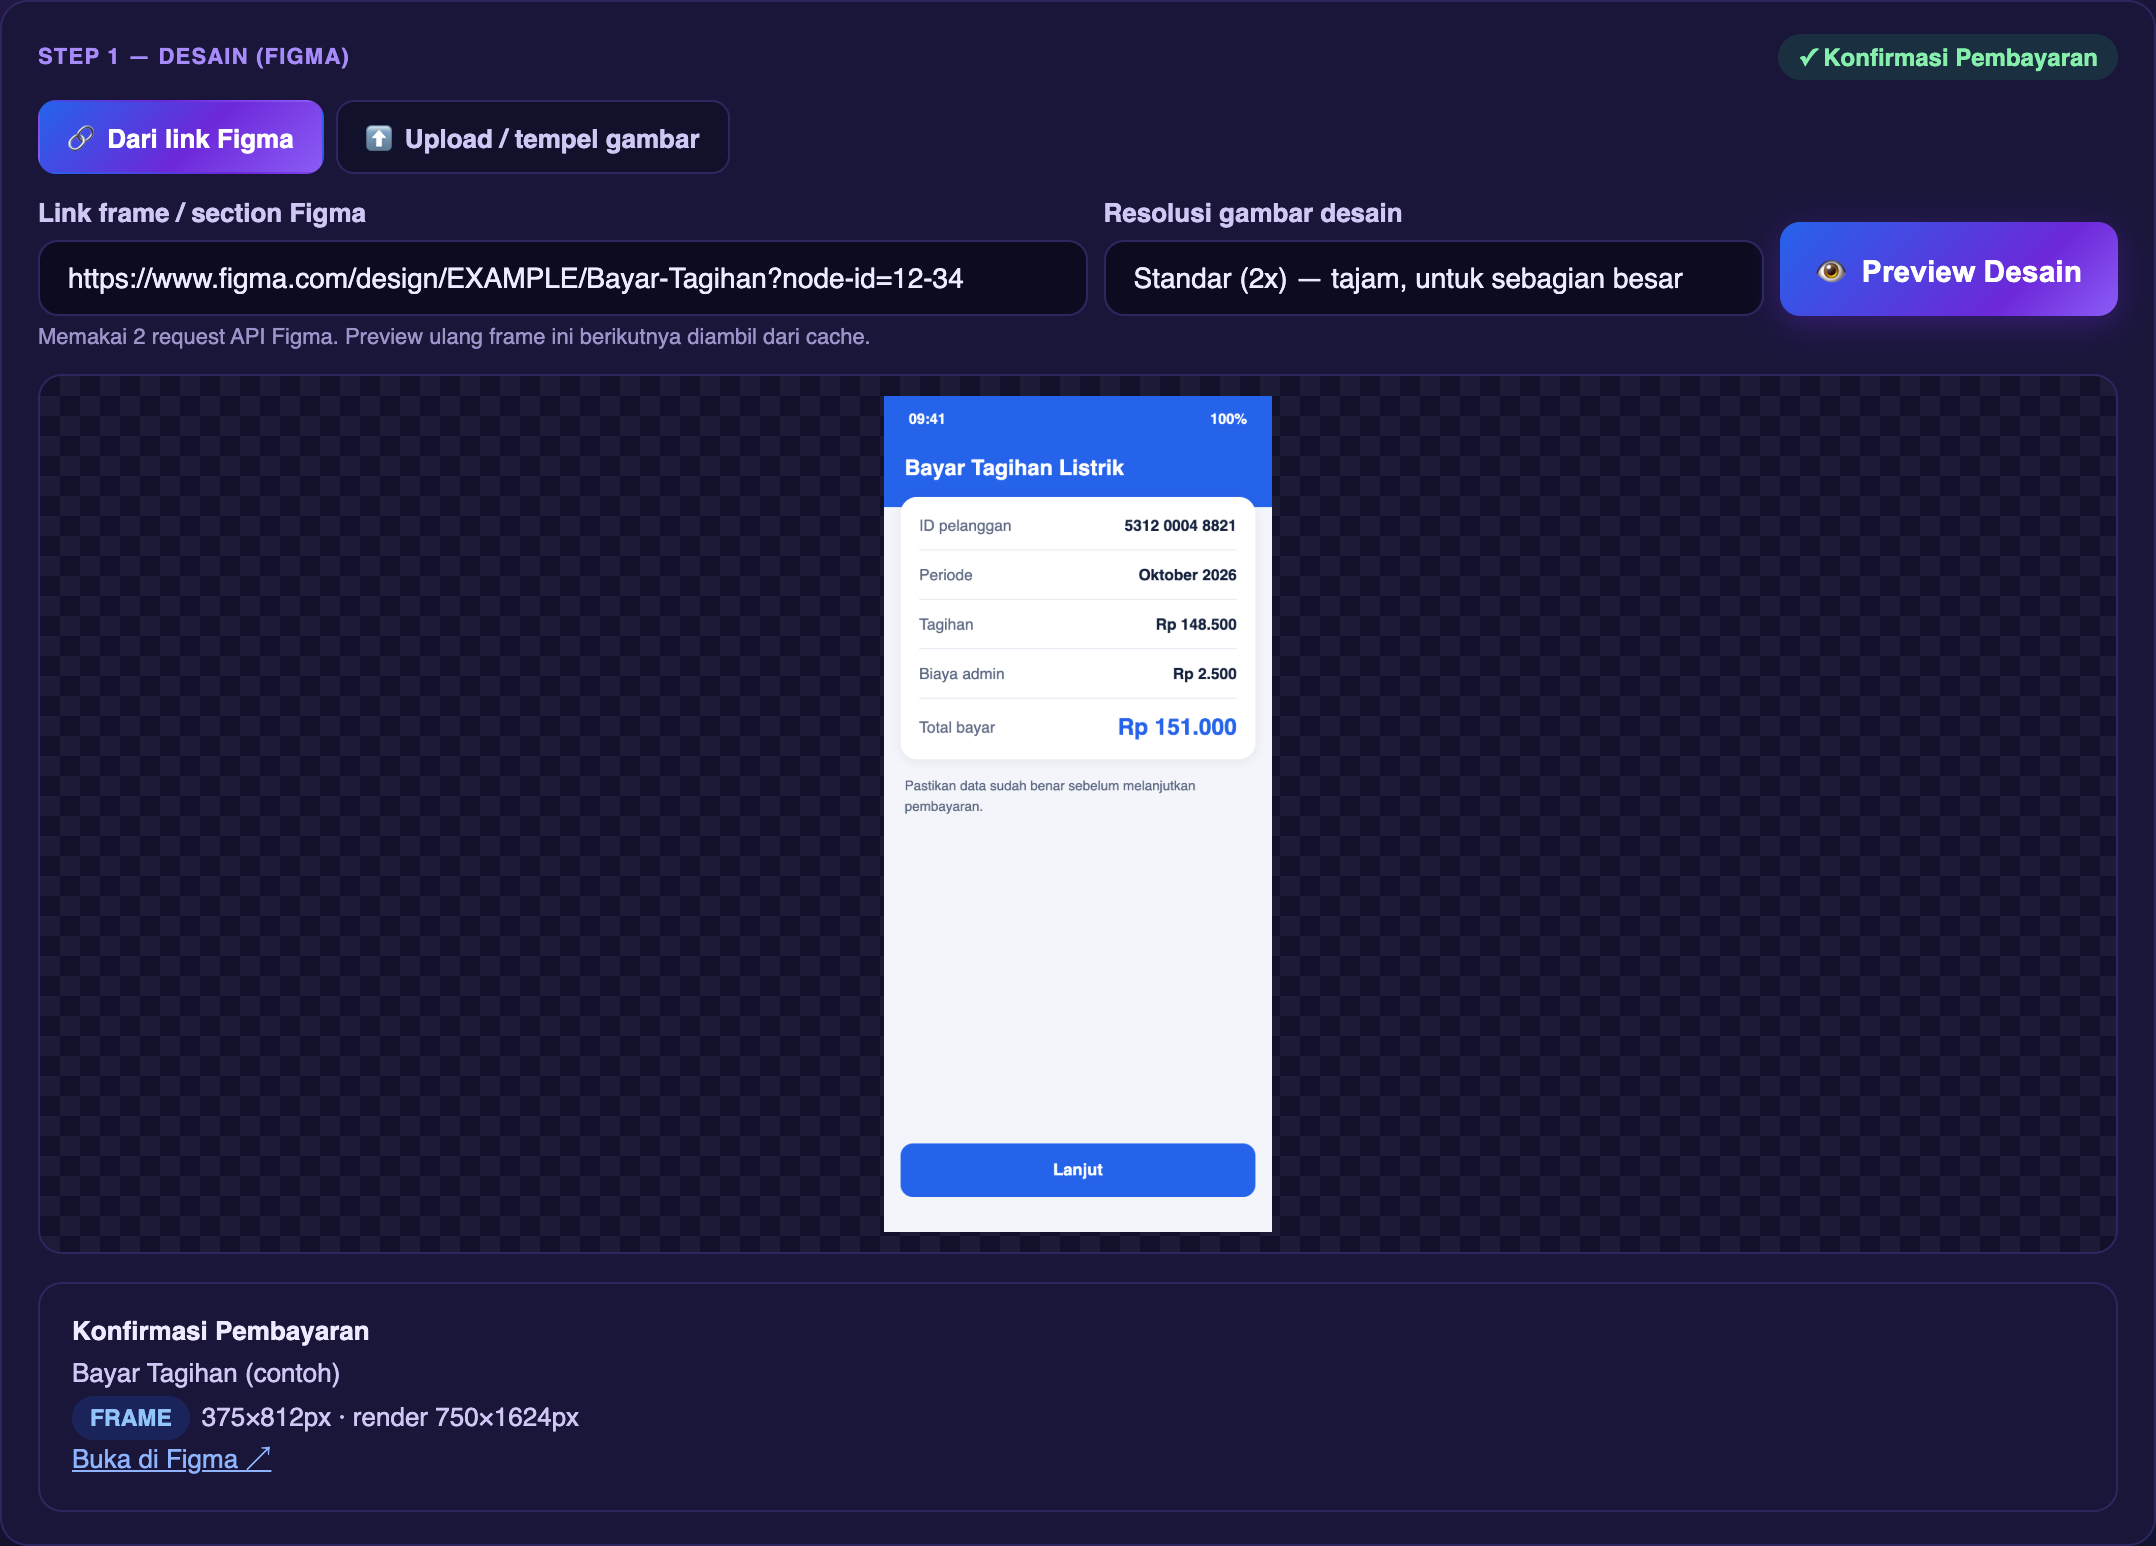 STEP 1 — DESAIN (FIGMA)
✓ Konfirmasi Pembayaran
Dari link Figma
Upload / tempel gambar
Link frame / section Figma
Resolusi gambar desain
https://www.figma.com/design/EXAMPLE/Bayar-Tagihan?node-id=12-34
Standar (2x) — tajam, untuk sebagian besar
Preview Desain
Memakai 2 request API Figma. Preview ulang frame ini berikutnya diambil dari cache.
09:41 100%
Bayar Tagihan Listrik
ID pelanggan 5312 0004 8821
Periode Oktober 2026
Tagihan Rp 148.500
Biaya admin Rp 2.500
Total bayar Rp 151.000
Pastikan data sudah benar sebelum melanjutkan
pembayaran.
Lanjut
Konfirmasi Pembayaran
Bayar Tagihan (contoh)
FRAME 375×812px · render 750×1624px
Buka di Figma ↗